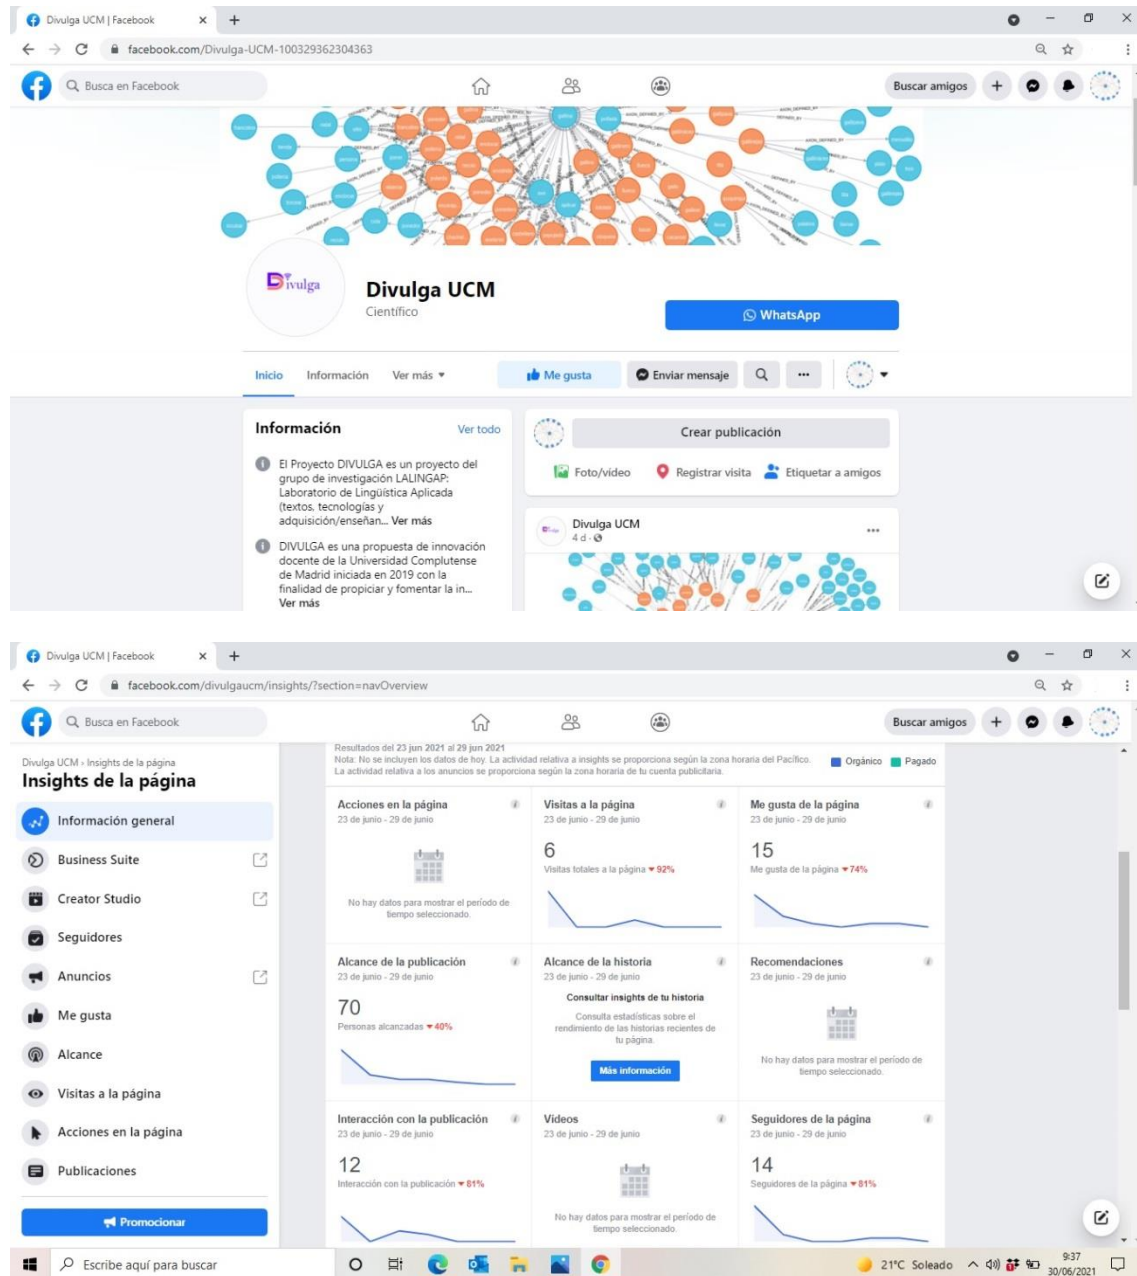 Divulga UCM | Facebook
facebook.com/Divulga-UCM-100329362304363
Busca en Facebook
Buscar amigos
Divulga
Divulga UCM
Científico
WhatsApp
Inicio Información Ver más
Me gusta Enviar mensaje
Información Ver todo
El Proyecto DIVULGA es un proyecto del
grupo de investigación LALINGAP:
Laboratorio de Lingüística Aplicada
(textos, tecnologías y
adquisición/enseñan... Ver más
DIVULGA es una propuesta de innovación
docente de la Universidad Complutense
de Madrid iniciada en 2019 con la
finalidad de propiciar y fomentar la in...
Ver más
Crear publicación
Foto/video Registrar visita Etiquetar a amigos
Divulga UCM
4 d
Divulga UCM | Facebook
facebook.com/divulgaucm/insights/?section=navOverview
Busca en Facebook
Buscar amigos
Divulga UCM › Insights de la página
Insights de la página
Información general
Business Suite
Creator Studio
Seguidores
Anuncios
Me gusta
Alcance
Visitas a la página
Acciones en la página
Publicaciones
Promocionar
Resultados del 23 jun 2021 al 29 jun 2021
Nota: No se incluyen los datos de hoy. La actividad relativa a insights se proporciona según la zona horaria del Pacífico.
La actividad relativa a los anuncios se proporciona según la zona horaria de tu cuenta publicitaria.
Orgánico Pagado
Acciones en la página
23 de junio - 29 de junio
No hay datos para mostrar el período de
tiempo seleccionado.
Visitas a la página
23 de junio - 29 de junio
6
Visitas totales a la página ▼92%
Me gusta de la página
23 de junio - 29 de junio
15
Me gusta de la página ▼74%
Alcance de la publicación
23 de junio - 29 de junio
70
Personas alcanzadas ▼40%
Alcance de la historia
23 de junio - 29 de junio
Consultar insights de tu historia
Consulta estadísticas sobre el
rendimiento de las historias recientes de
tu página.
Más información
Recomendaciones
23 de junio - 29 de junio
No hay datos para mostrar el período de
tiempo seleccionado.
Interacción con la publicación
23 de junio - 29 de junio
12
Interacción con la publicación ▼81%
Vídeos
23 de junio - 29 de junio
No hay datos para mostrar el período de
tiempo seleccionado.
Seguidores de la página
23 de junio - 29 de junio
14
Seguidores de la página ▼81%
Escribe aquí para buscar
21°C Soleado
9:37
30/06/2021